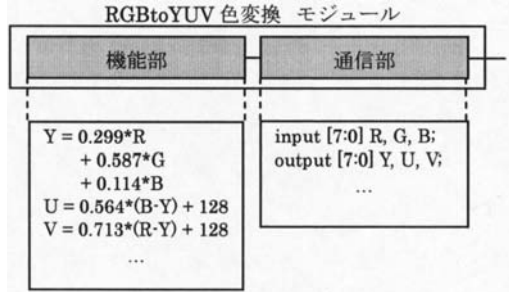 RGBtoYUV 色変換 モジュール
機能部
通信部
Y = 0.299*R
+ 0.587*G
+ 0.114*B
U = 0.564*(B-Y) + 128
V = 0.713*(R-Y) + 128
…
input [7:0] R, G, B;
output [7:0] Y, U, V;
…